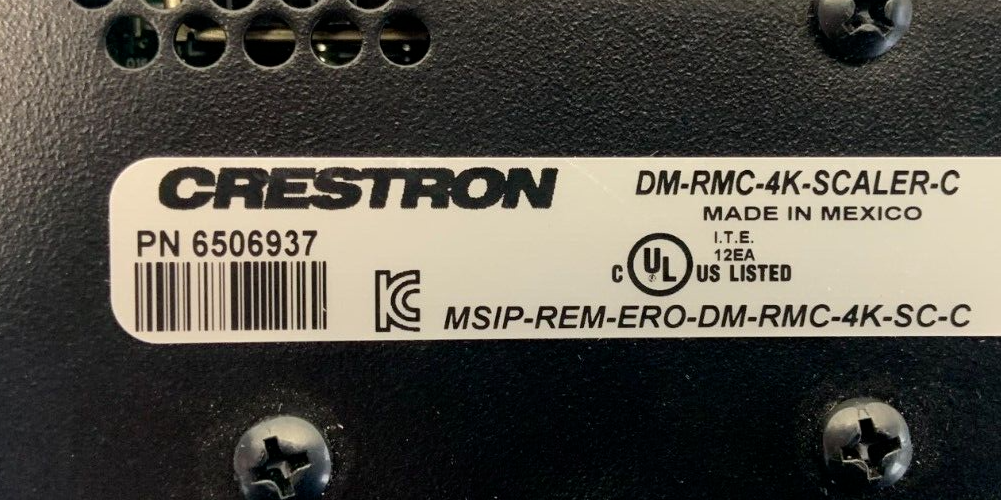 CRESTRON
DM-RMC-4K-SCALER-C
MADE IN MEXICO
PN 6506937
I.T.E.
12EA
C UL US LISTED
MSIP-REM-ERO-DM-RMC-4K-SC-C